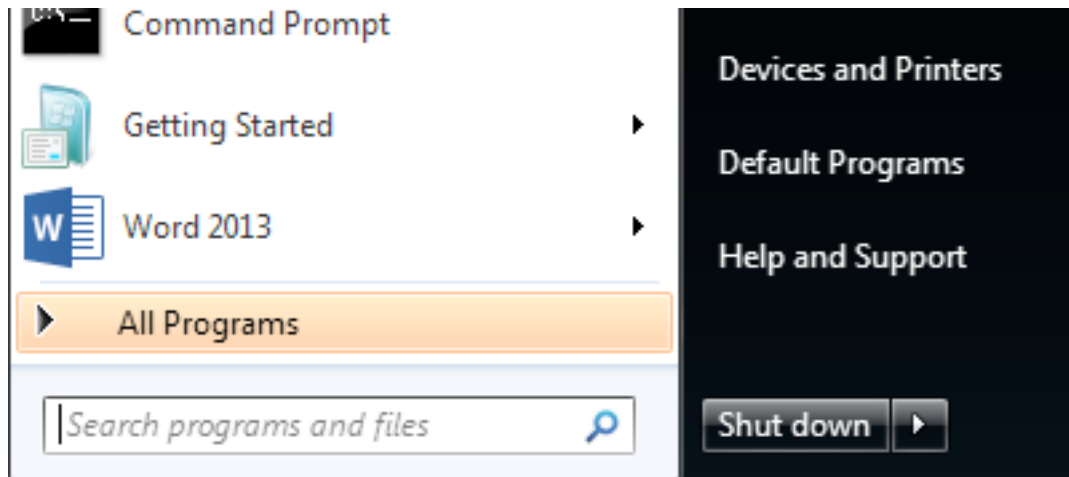 Command Prompt
Getting Started
W
Word 2013
All Programs
Search programs and files
Devices and Printers
Default Programs
Help and Support
Shut down